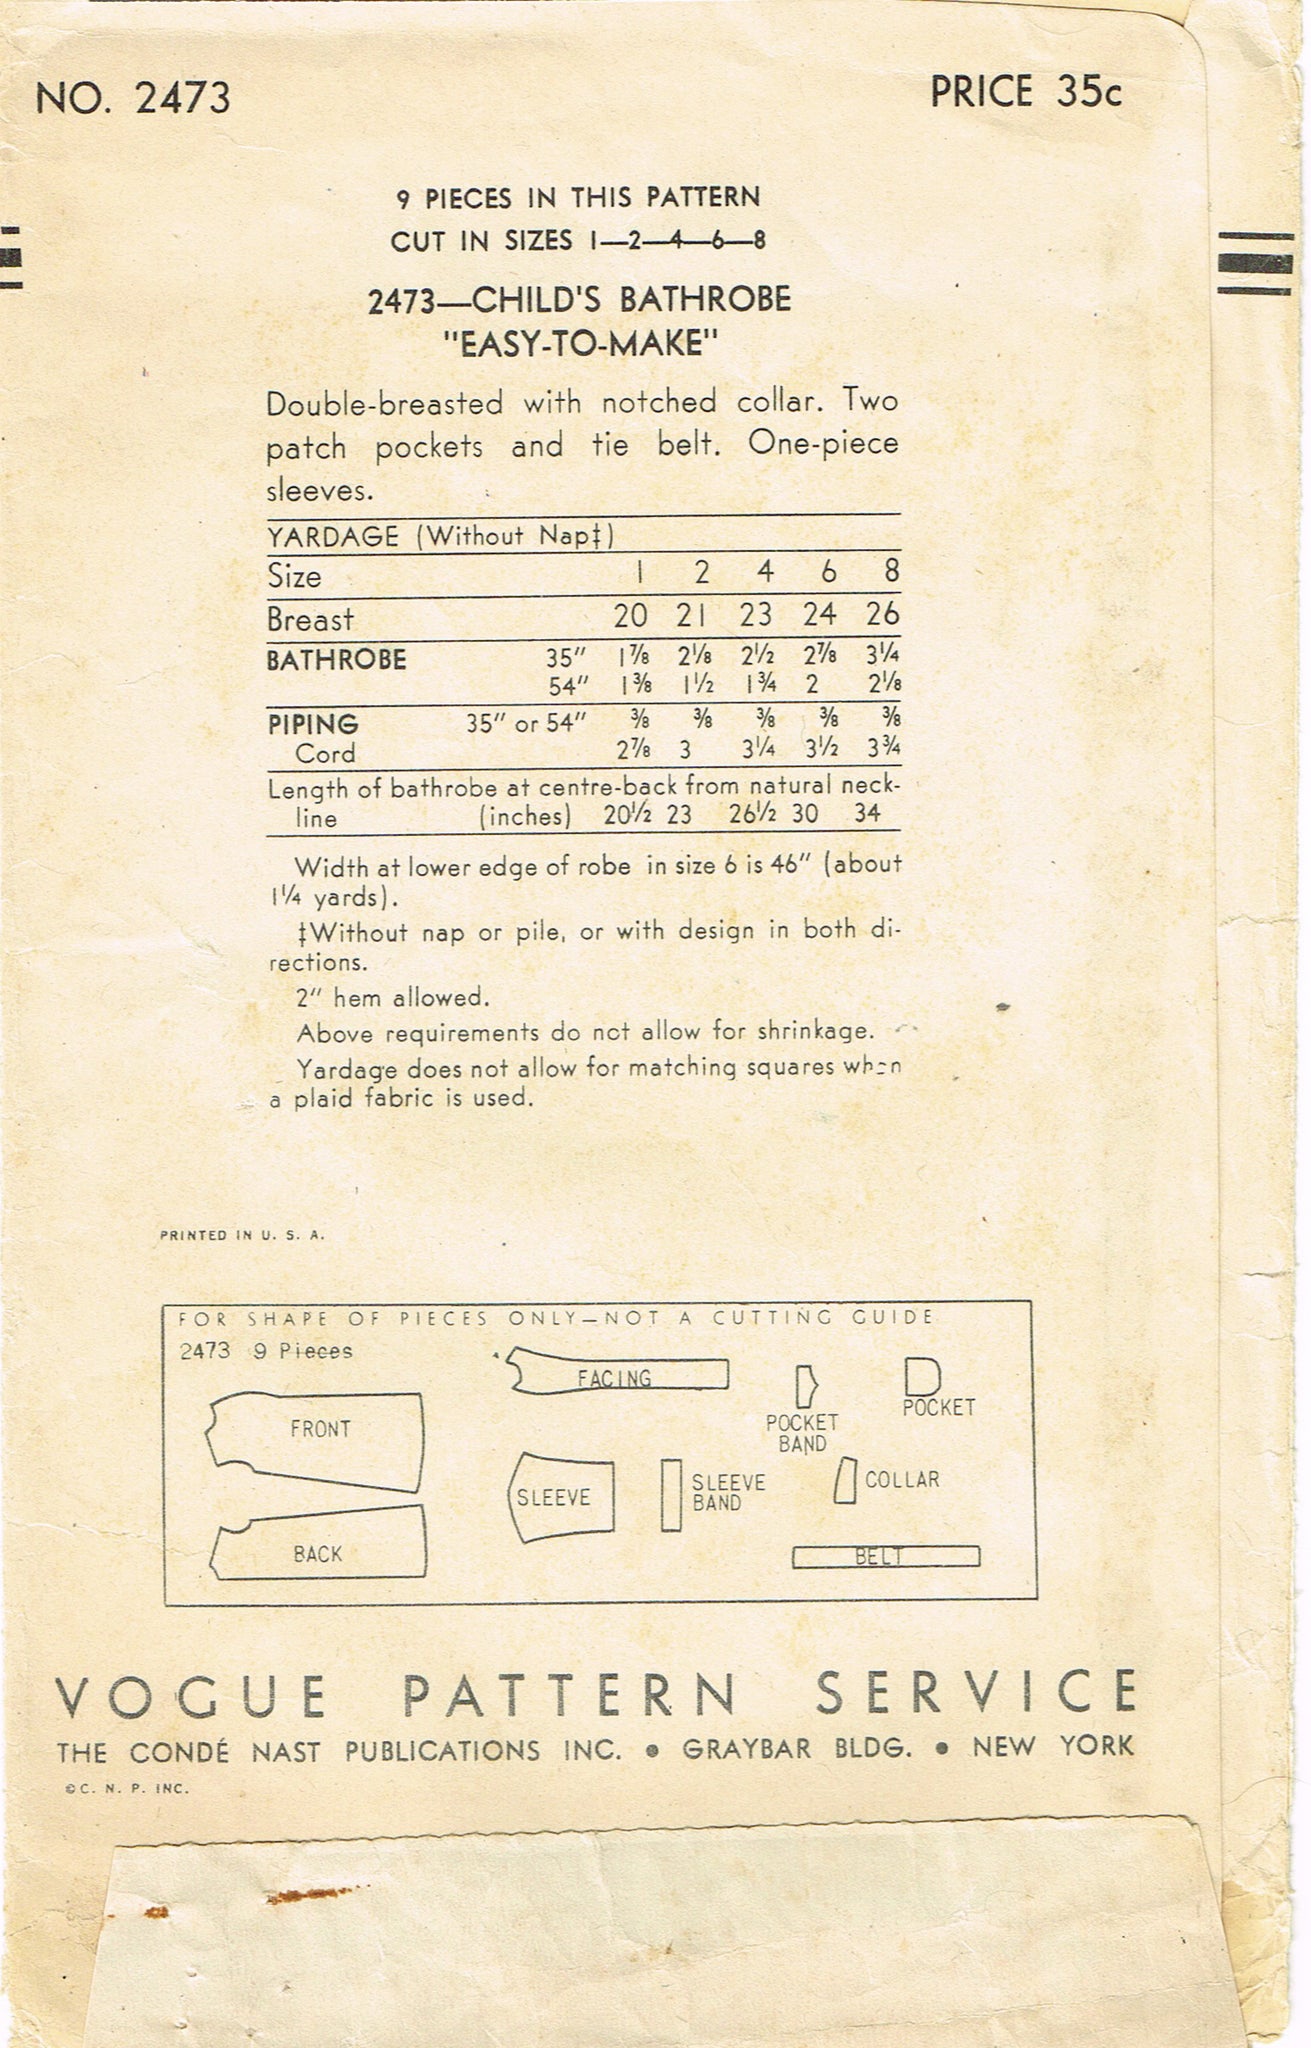 NO. 2473
PRICE 35c
9 PIECES IN THIS PATTERN
CUT IN SIZES 1—2—4—6—8
2473—CHILD'S BATHROBE
"EASY-TO-MAKE"
Double-breasted with notched collar. Two
patch pockets and tie belt. One-piece
sleeves.
YARDAGE (Without Nap‡)
Size 1 2 4 6 8
Breast 20 21 23 24 26
BATHROBE 35" 1⅞ 2⅛ 2½ 2⅞ 3¼
54" 1⅜ 1½ 1¾ 2 2⅛
PIPING 35" or 54" ⅜ ⅜ ⅜ ⅜ ⅜
Cord 2⅞ 3 3¼ 3½ 3¾
Length of bathrobe at centre-back from natural neck-
line (inches) 20½ 23 26½ 30 34
Width at lower edge of robe in size 6 is 46" (about
1¼ yards).
‡Without nap or pile, or with design in both di-
rections.
2" hem allowed.
Above requirements do not allow for shrinkage.
Yardage does not allow for matching squares when
a plaid fabric is used.
PRINTED IN U. S. A.
FOR SHAPE OF PIECES ONLY—NOT A CUTTING GUIDE
2473 9 Pieces
FACING
POCKET
BAND
POCKET
FRONT
SLEEVE
SLEEVE
BAND
COLLAR
BACK
BELT
VOGUE PATTERN SERVICE
THE CONDÉ NAST PUBLICATIONS INC. • GRAYBAR BLDG. • NEW YORK
©C. N. P. INC.